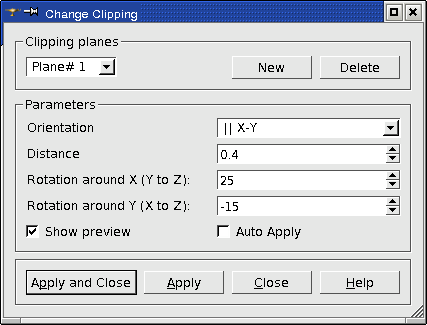 Change Clipping
Clipping planes
Plane# 1 New Delete
Parameters
Orientation || X-Y
Distance 0.4
Rotation around X (Y to Z): 25
Rotation around Y (X to Z): -15
Show preview Auto Apply
Apply and Close Apply Close Help